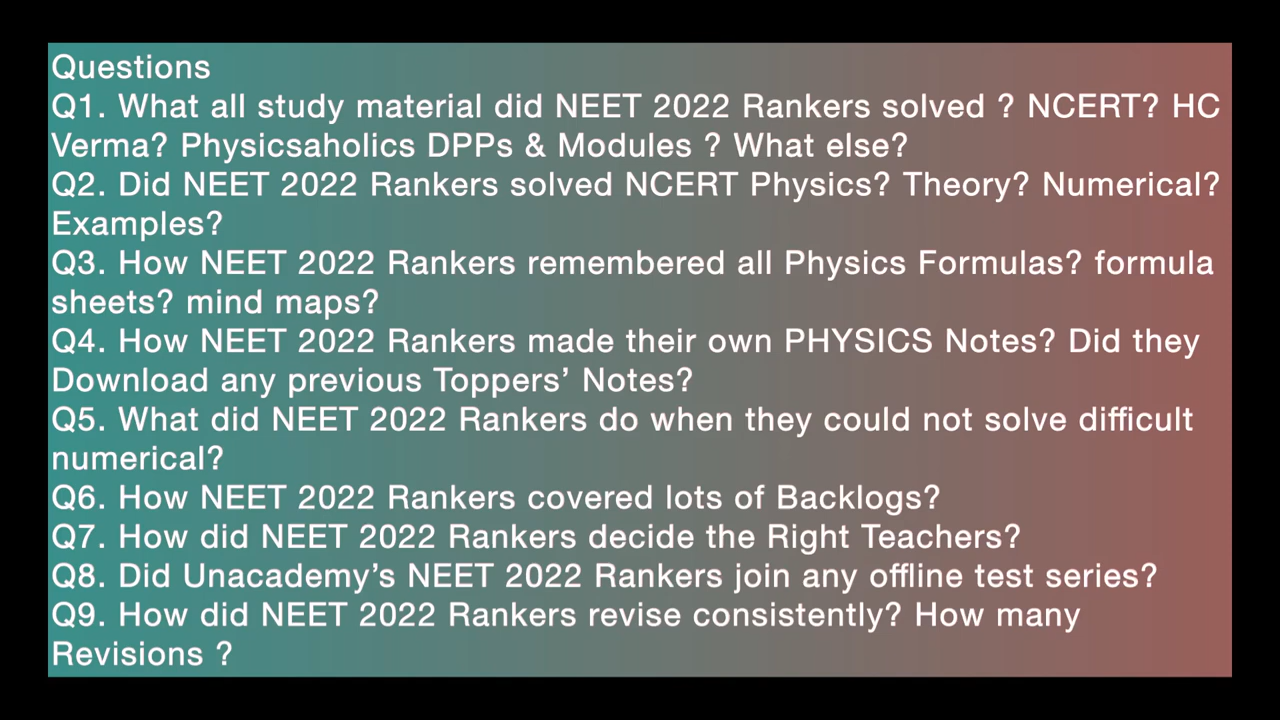 Questions
Q1. What all study material did NEET 2022 Rankers solved ? NCERT? HC
Verma? Physicsaholics DPPs & Modules ? What else?
Q2. Did NEET 2022 Rankers solved NCERT Physics? Theory? Numerical?
Examples?
Q3. How NEET 2022 Rankers remembered all Physics Formulas? formula
sheets? mind maps?
Q4. How NEET 2022 Rankers made their own PHYSICS Notes? Did they
Download any previous Toppers’ Notes?
Q5. What did NEET 2022 Rankers do when they could not solve difficult
numerical?
Q6. How NEET 2022 Rankers covered lots of Backlogs?
Q7. How did NEET 2022 Rankers decide the Right Teachers?
Q8. Did Unacademy’s NEET 2022 Rankers join any offline test series?
Q9. How did NEET 2022 Rankers revise consistently? How many
Revisions ?